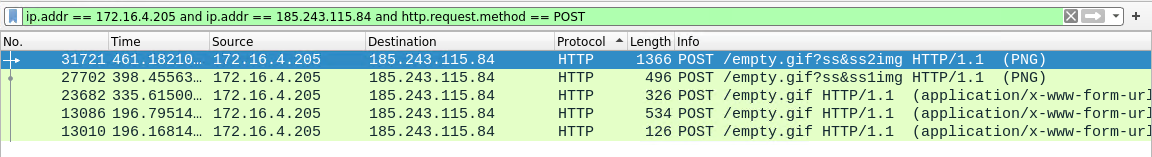 ip.addr == 172.16.4.205 and ip.addr == 185.243.115.84 and http.request.method == POST
No. Time Source Destination Protocol Length Info
31721 461.18210… 172.16.4.205 185.243.115.84 HTTP 1366 POST /empty.gif?ss&ss2img HTTP/1.1 (PNG)
27702 398.45563… 172.16.4.205 185.243.115.84 HTTP 496 POST /empty.gif?ss&ss1img HTTP/1.1 (PNG)
23682 335.61500… 172.16.4.205 185.243.115.84 HTTP 326 POST /empty.gif HTTP/1.1 (application/x-www-form-url
13086 196.79514… 172.16.4.205 185.243.115.84 HTTP 534 POST /empty.gif HTTP/1.1 (application/x-www-form-url
13010 196.16814… 172.16.4.205 185.243.115.84 HTTP 126 POST /empty.gif HTTP/1.1 (application/x-www-form-url